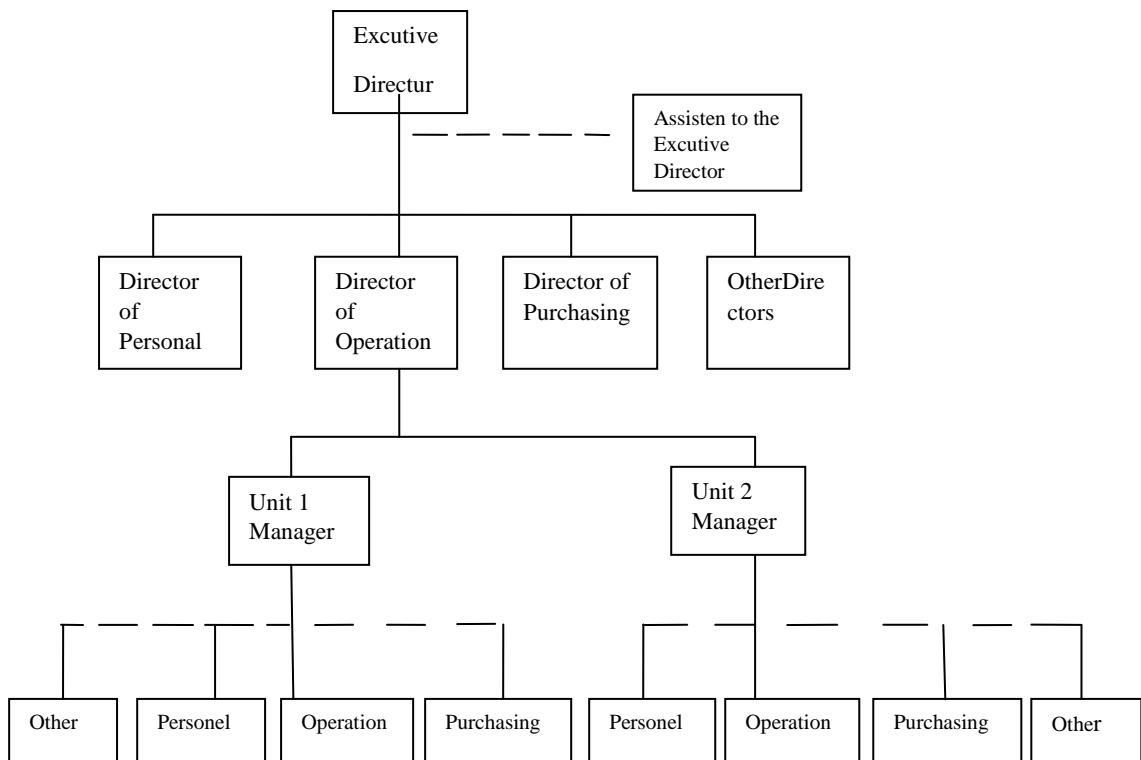 Excutive
Directur
Assisten to the
Excutive
Director
Director
of
Personal
Director
of
Operation
Director of
Purchasing
OtherDire
ctors
Unit 1
Manager
Unit 2
Manager
Other
Personel
Operation
Purchasing
Personel
Operation
Purchasing
Other